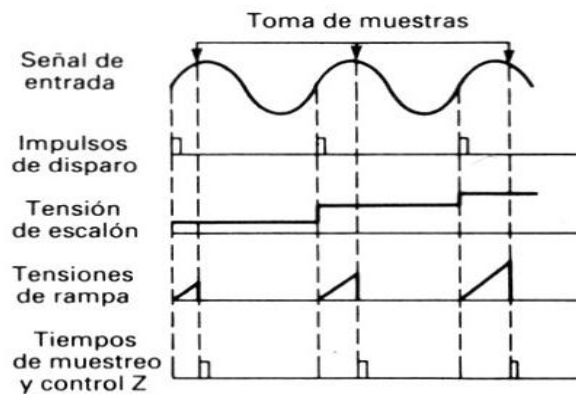 Toma de muestras
Señal de
entrada
Impulsos
de disparo
Tensión
de escalón
Tensiones
de rampa
Tiempos
de muestreo
y control Z